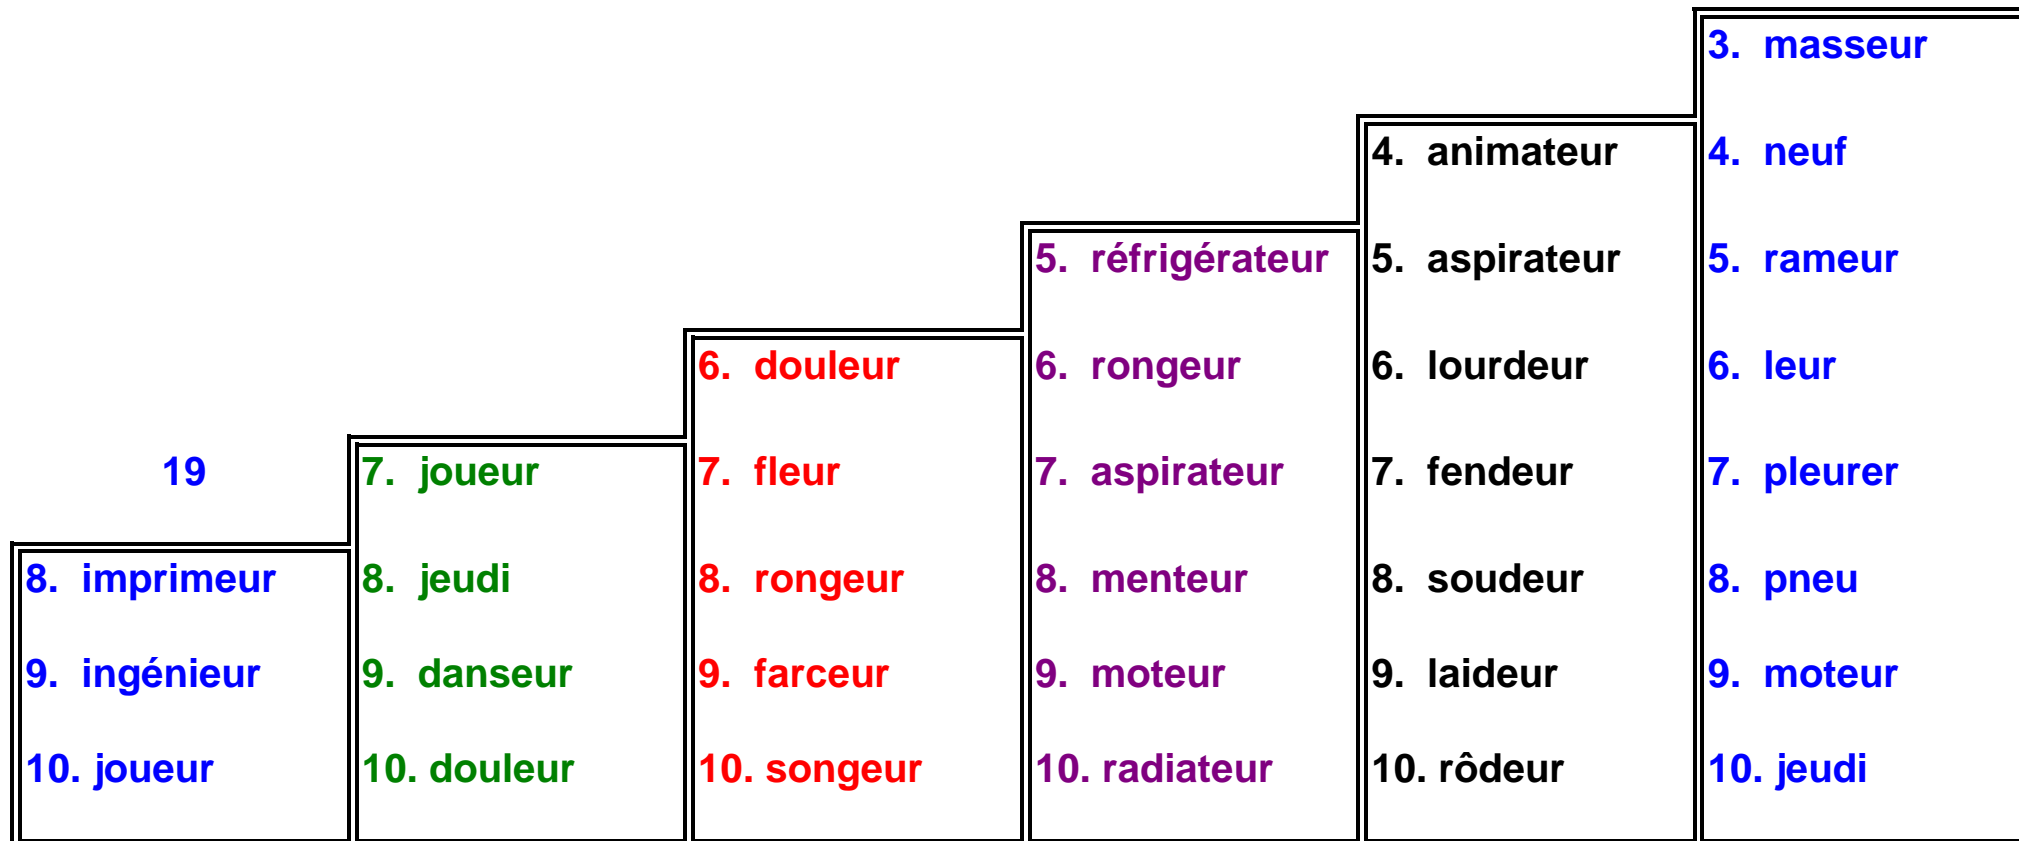 3. masseur
4. animateur 4. neuf
5. réfrigérateur 5. aspirateur 5. rameur
6. douleur 6. rongeur 6. lourdeur 6. leur
19 7. joueur 7. fleur 7. aspirateur 7. fendeur 7. pleurer
8. imprimeur 8. jeudi 8. rongeur 8. menteur 8. soudeur 8. pneu
9. ingénieur 9. danseur 9. farceur 9. moteur 9. laideur 9. moteur
10. joueur 10. douleur 10. songeur 10. radiateur 10. rôdeur 10. jeudi